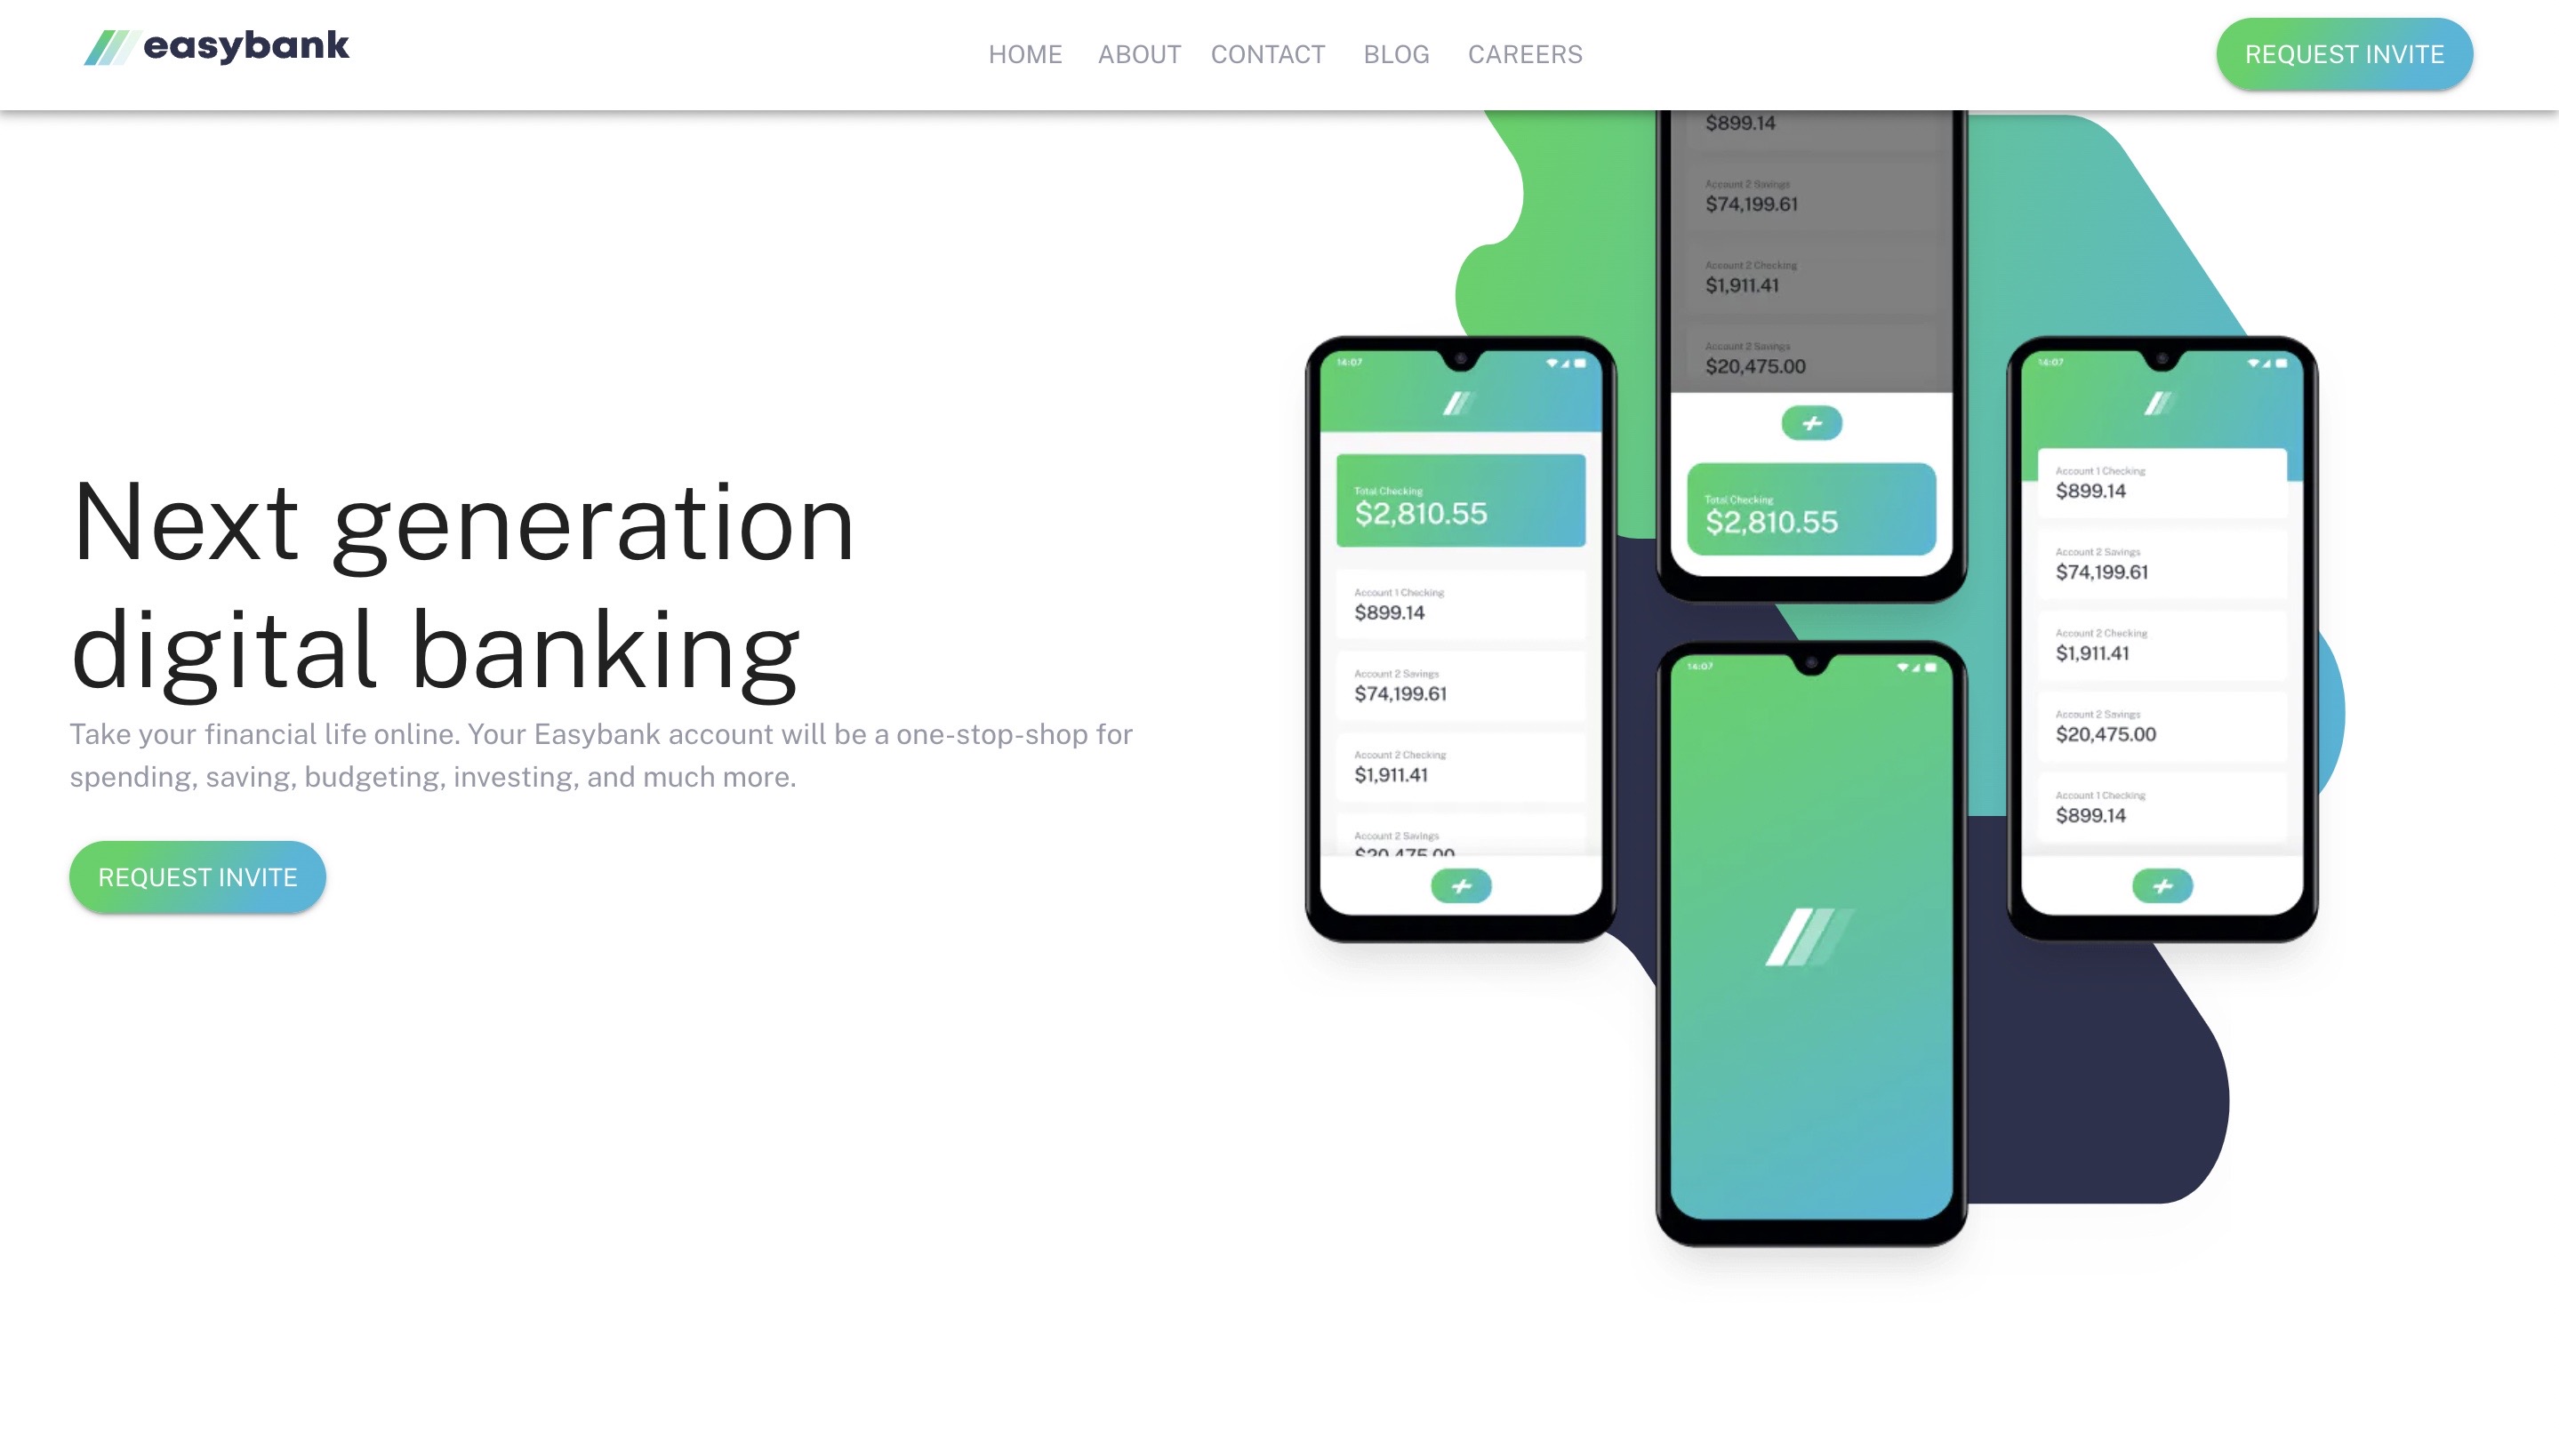 easybank
HOME ABOUT CONTACT BLOG CAREERS
REQUEST INVITE
Next generation
digital banking
Take your financial life online. Your Easybank account will be a one-stop-shop for
spending, saving, budgeting, investing, and much more.
REQUEST INVITE
14:07
Total Checking
$2,810.55
Account 1 Checking
$899.14
Account 2 Savings
$74,199.61
Account 2 Checking
$1,911.41
Account 2 Savings
$20,475.00
$899.14
Account 2 Savings
$74,199.61
Account 2 Checking
$1,911.41
Account 2 Savings
$20,475.00
Total Checking
$2,810.55
14:07
14:07
Account 1 Checking
$899.14
Account 2 Savings
$74,199.61
Account 2 Checking
$1,911.41
Account 2 Savings
$20,475.00
Account 1 Checking
$899.14